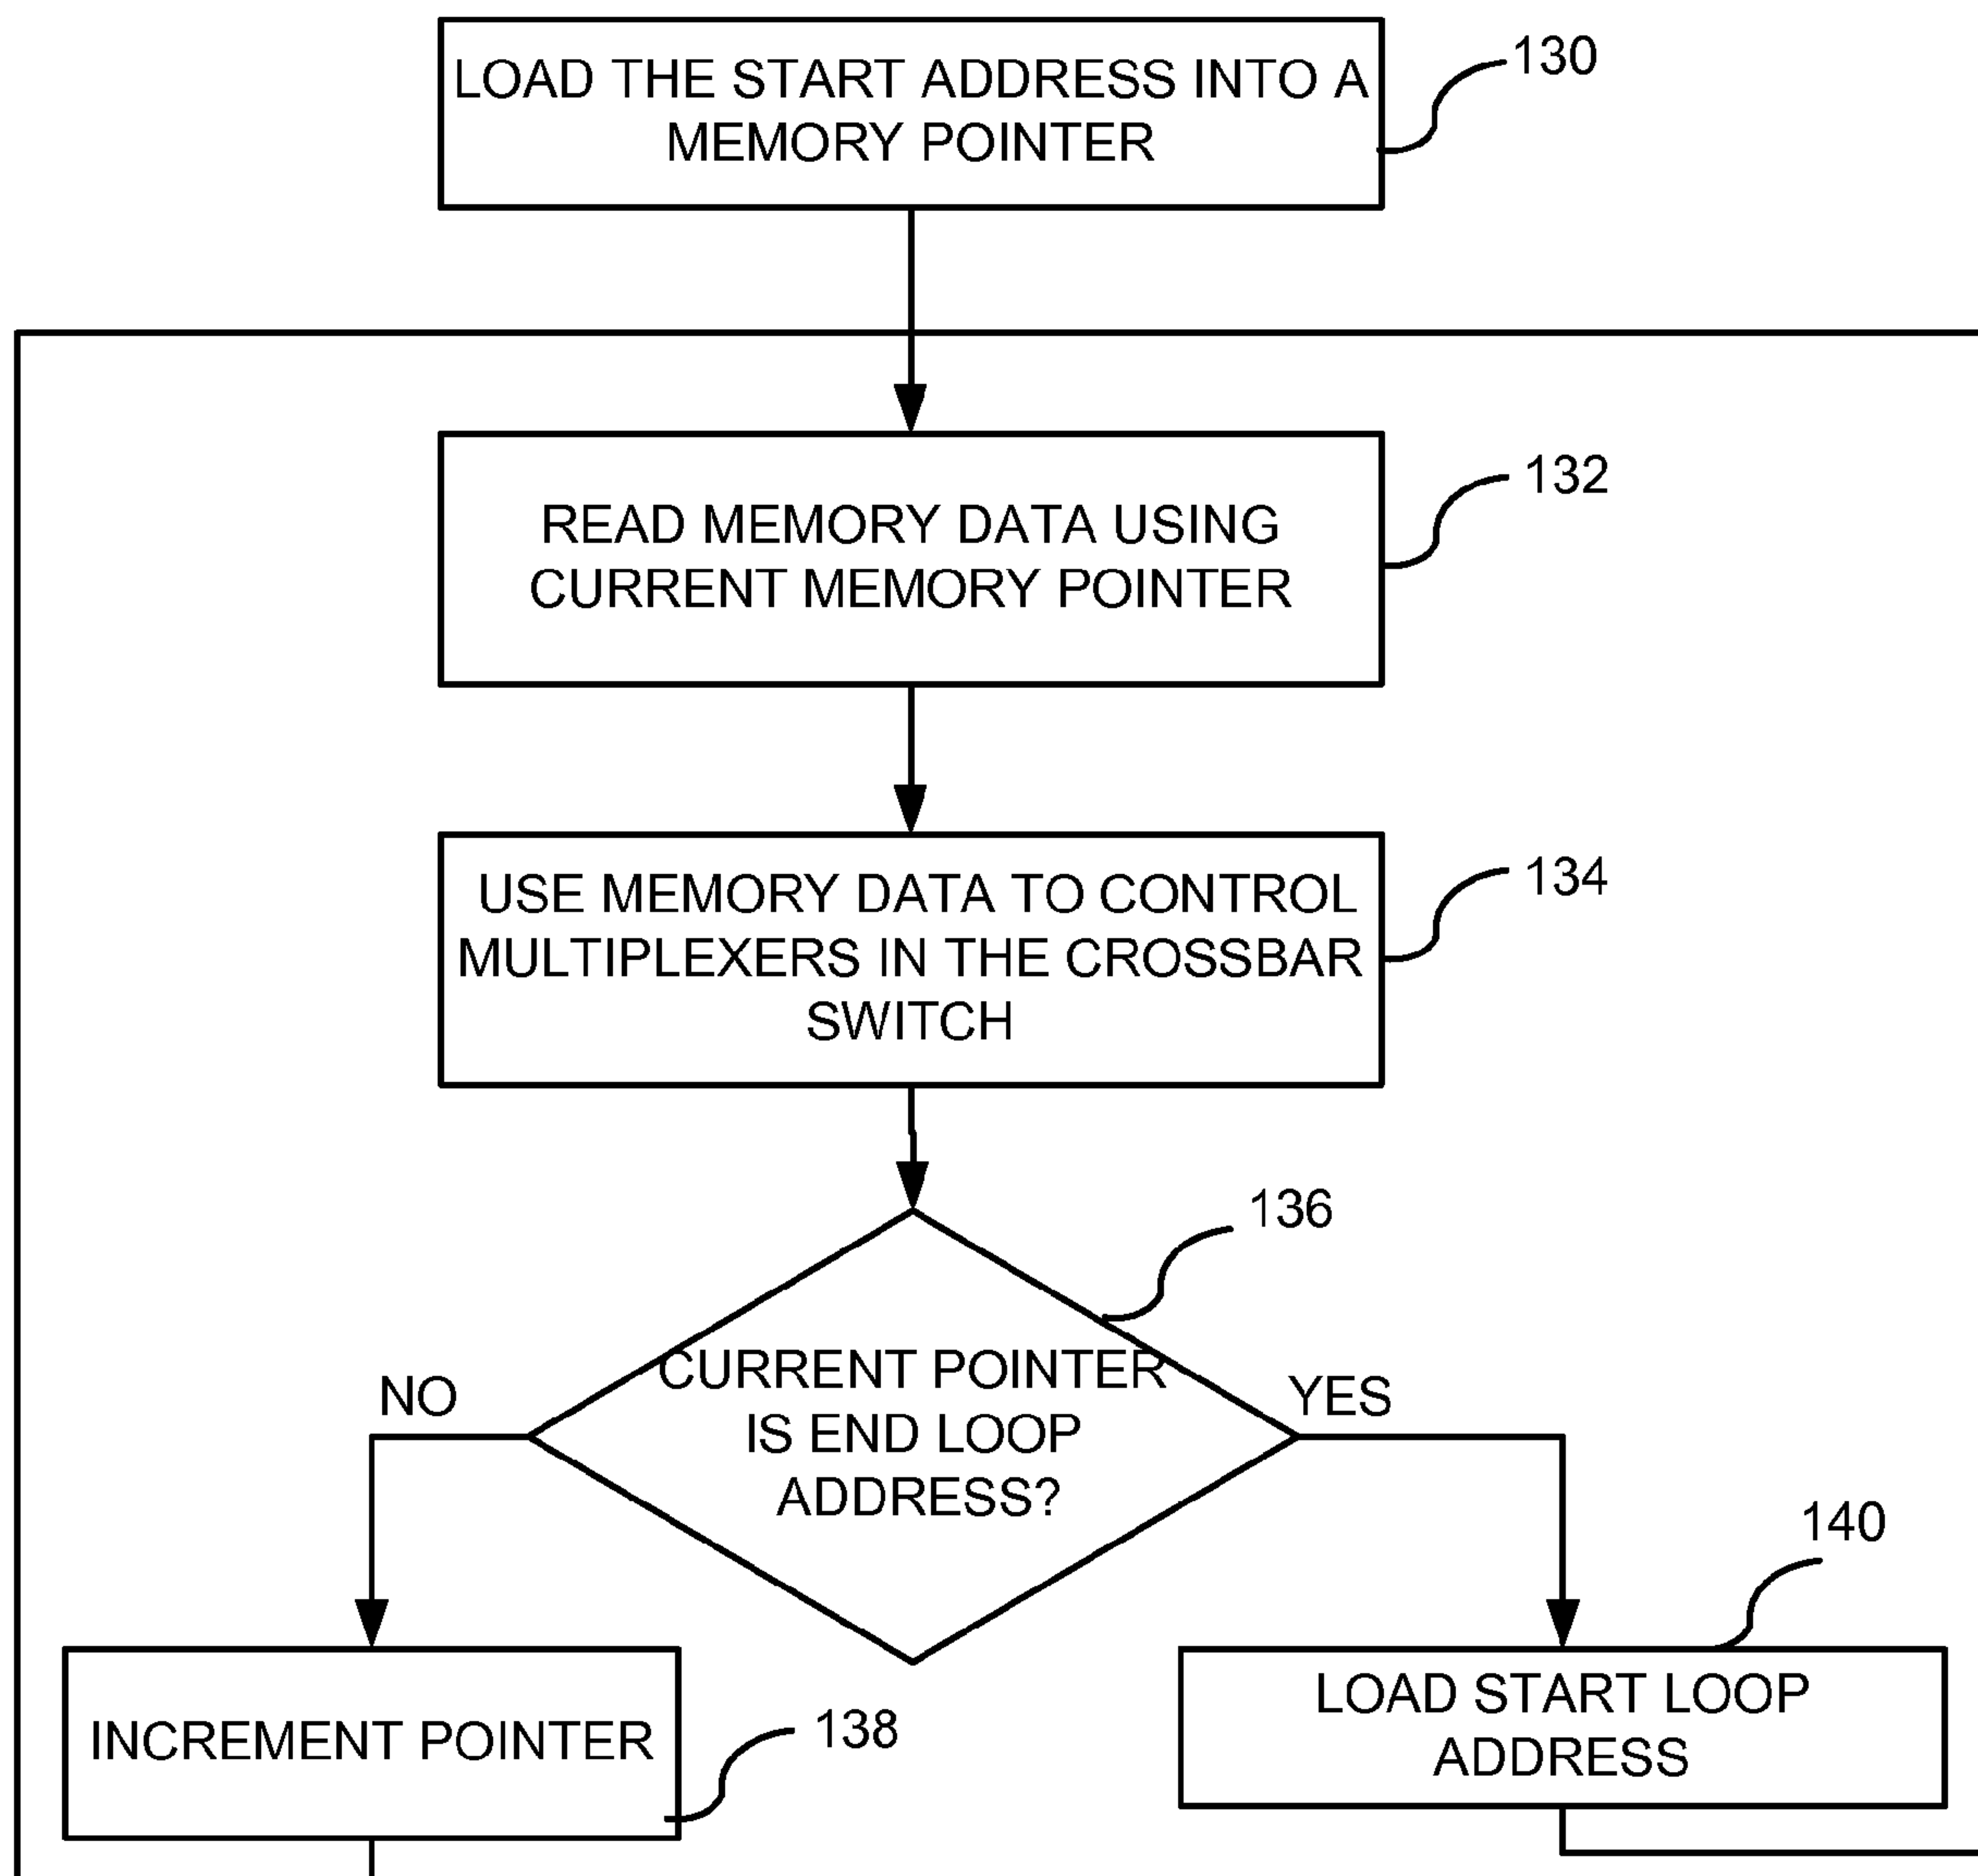 LOAD THE START ADDRESS INTO A
MEMORY POINTER
130
READ MEMORY DATA USING
CURRENT MEMORY POINTER
132
USE MEMORY DATA TO CONTROL
MULTIPLEXERS IN THE CROSSBAR
SWITCH
134
136
CURRENT POINTER
IS END LOOP
ADDRESS?
NO
YES
INCREMENT POINTER
138
140
LOAD START LOOP
ADDRESS